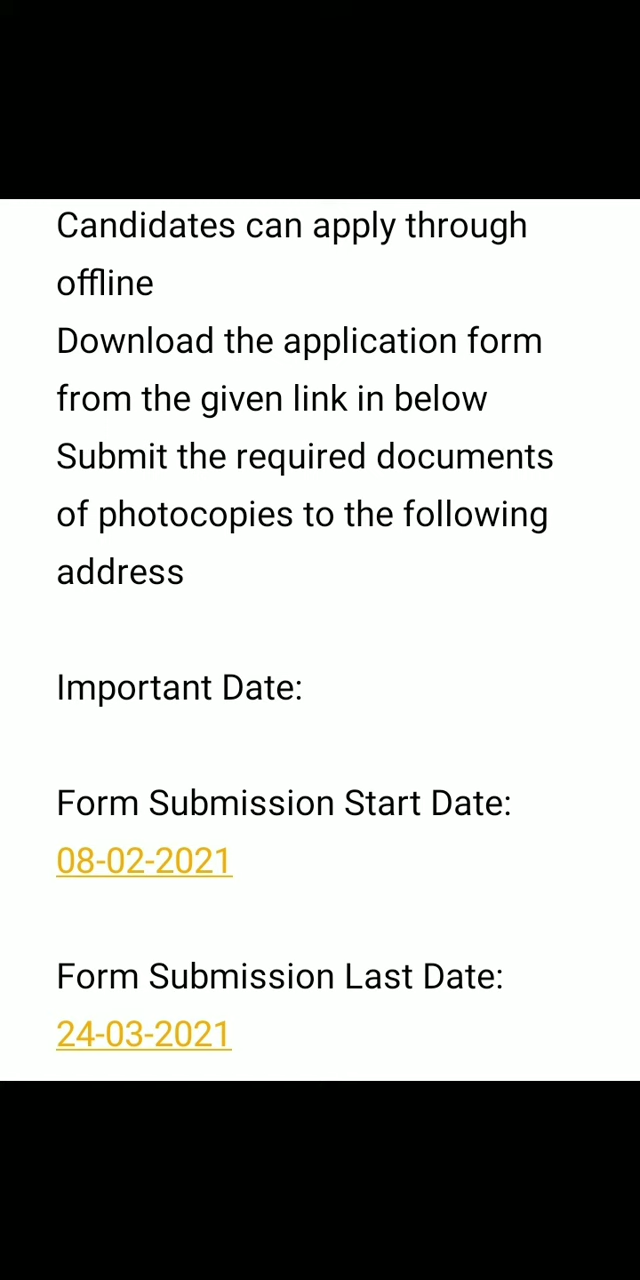 Candidates can apply through
offline
Download the application form
from the given link in below
Submit the required documents
of photocopies to the following
address
Important Date:
Form Submission Start Date:
08-02-2021
Form Submission Last Date:
24-03-2021